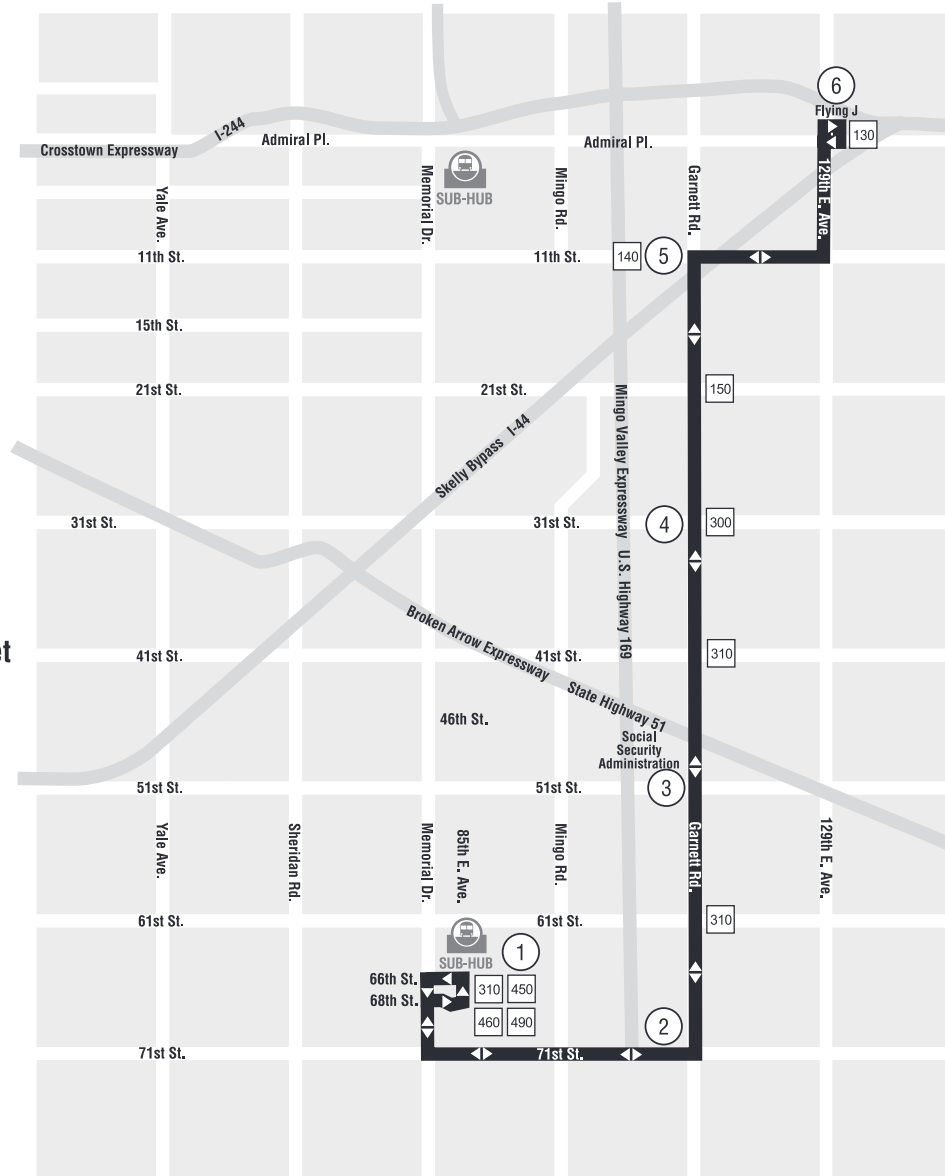 6
Flying J
130
I-244
Crosstown Expressway
Admiral Pl.
Admiral Pl.
SUB-HUB
Yale Ave.
Memorial Dr.
Mingo Rd.
Garnett Rd.
129th E. Ave.
11th St.
11th St.
140
5
15th St.
21st St.
21st St.
150
Mingo Valley Expressway U.S. Highway 169
Skelly Bypass I-44
31st St.
31st St.
4
300
Broken Arrow Expressway State Highway 51
et
41st St.
41st St.
310
46th St.
Social
Security
Administration
51st St.
51st St.
3
Yale Ave.
Sheridan Rd.
Memorial Dr.
85th E. Ave.
Mingo Rd.
Garnett Rd.
129th E. Ave.
61st St.
61st St.
310
SUB-HUB
1
66th St.
310
450
68th St.
460
490
2
71st St.
71st St.